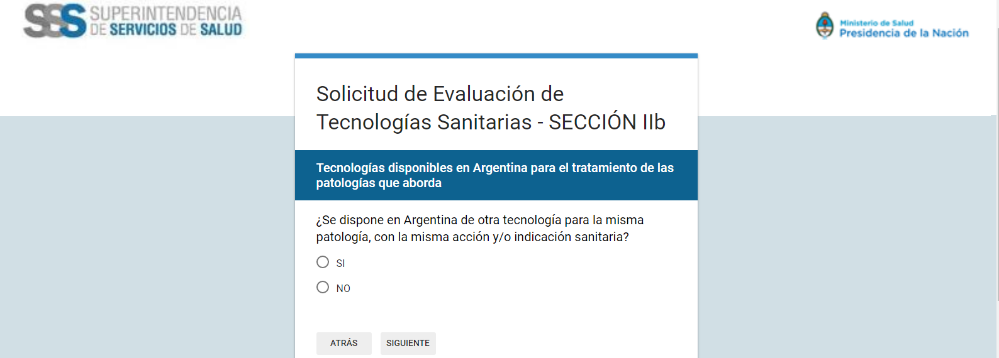 SSS SUPERINTENDENCIA
DE SERVICIOS DE SALUD
Ministerio de Salud
Presidencia de la Nación
Solicitud de Evaluación de
Tecnologías Sanitarias - SECCIÓN IIb
Tecnologías disponibles en Argentina para el tratamiento de las
patologías que aborda
¿Se dispone en Argentina de otra tecnología para la misma
patología, con la misma acción y/o indicación sanitaria?
SI
NO
ATRÁS SIGUIENTE